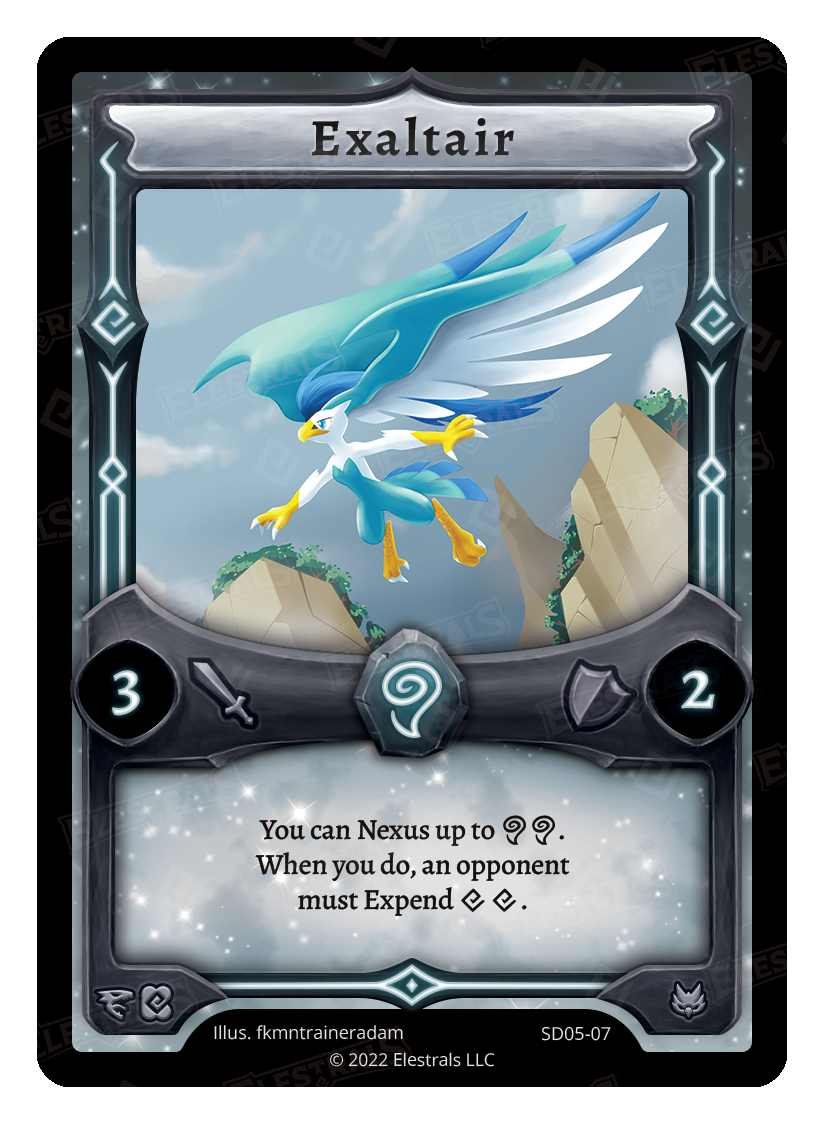 Exaltair
3
2
You can Nexus up to .
When you do, an opponent
must Expend .
Illus. fkmntraineradam
SD05-07
© 2022 Elestrals LLC
ELESTRALS